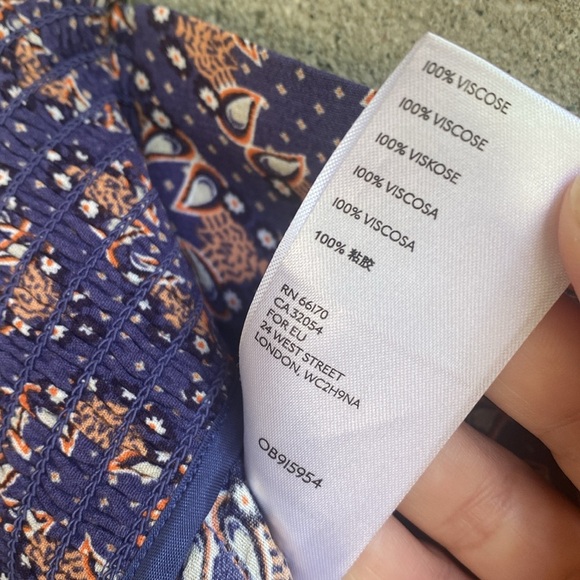 100% VISCOSE
100% VISCOSE
100% VISKOSE
100% VISCOSA
100% VISCOSA
100% 粘胶
RN 66170
CA 32054
FOR EU
24 WEST STREET
LONDON, WC2H9NA
OB915954